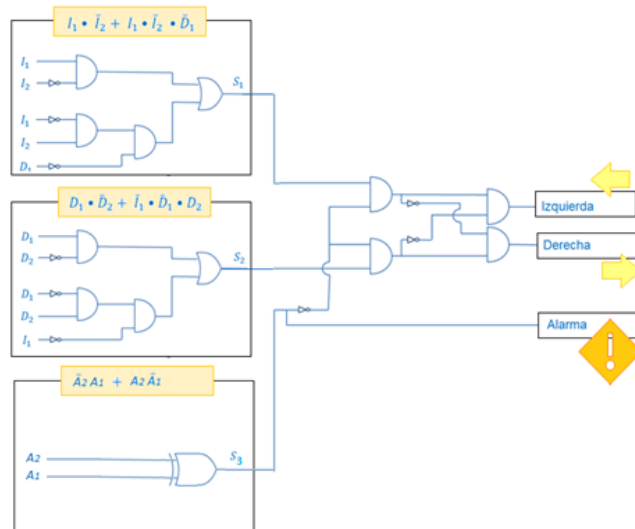 I₁ • Ī₂ + I₁ • Ī₂ • D̄₁
I₁
I₂
I₁
I₂
D₁
S₁
D₁ • D̄₂ + Ī₁ • D̄₁ • D₂
D₁
D₂
D₁
D₂
I₁
S₂
Ā2 A1 + A2 Ā1
A2
A1
S₃
Izquierda
Derecha
Alarma
!